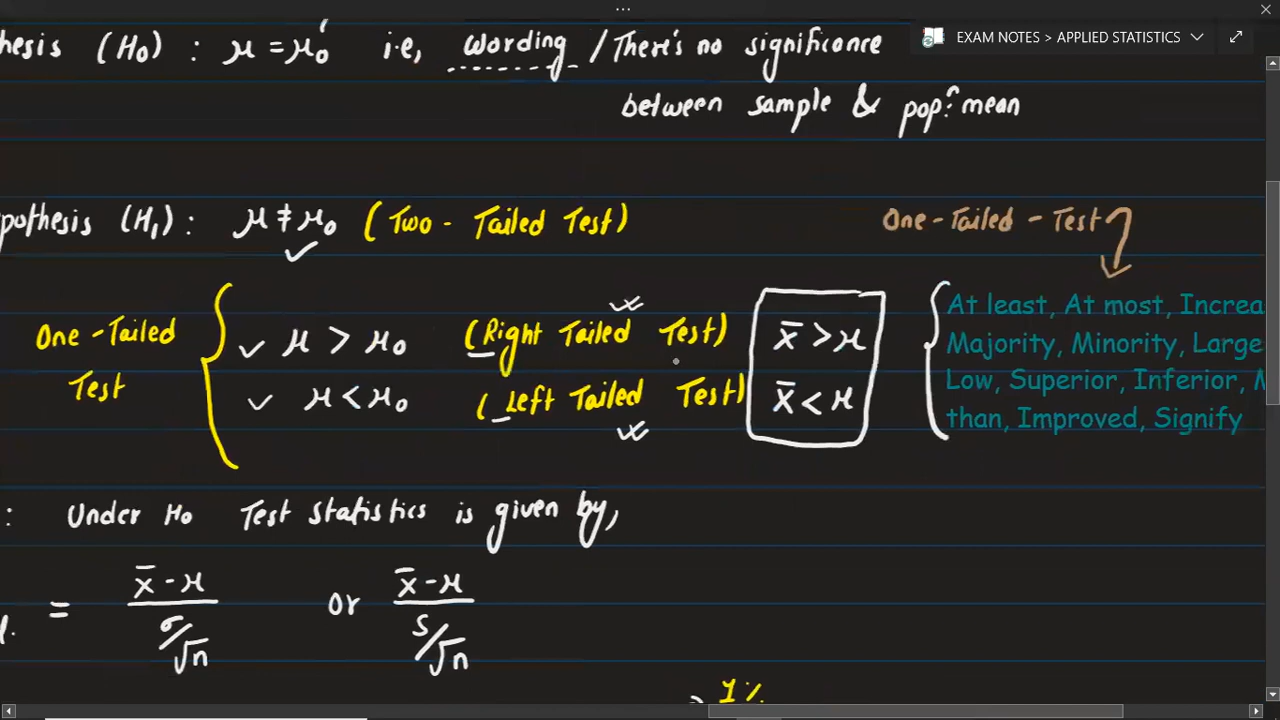 EXAM NOTES > APPLIED STATISTICS
hesis (H₀) : μ = μ₀' i.e, Wording / There's no significance
between sample & popⁿ. mean
pothesis (H₁) : μ ≠ μ₀ (Two - Tailed Test)
One-Tailed - Test
One-Tailed Test
μ > μ₀ (Right Tailed Test) x̄ > μ
μ < μ₀ (Left Tailed Test) x̄ < μ
At least, At most, Increa
Majority, Minority, Large
Low, Superior, Inferior, M
than, Improved, Signify
: Under H₀ Test statistics is given by,
= x̄ - μ / σ/√n or x̄ - μ / S/√n
1 %